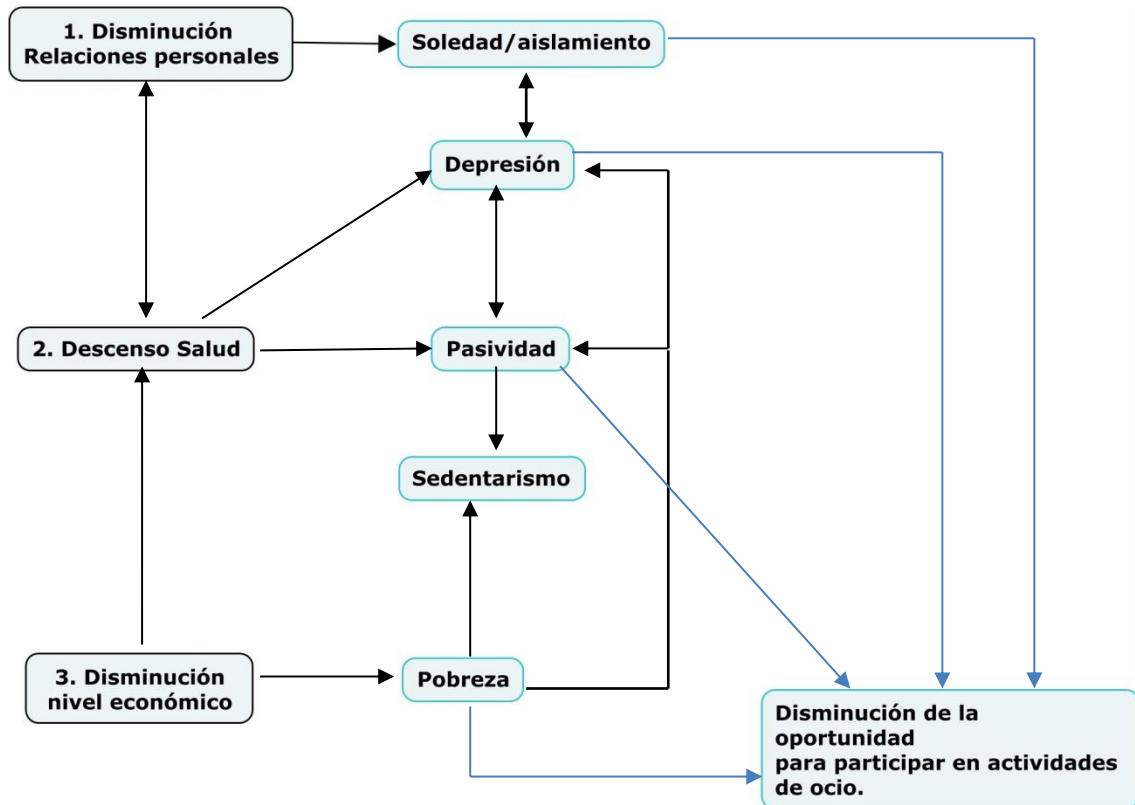 1. Disminución
Relaciones personales
Soledad/aislamiento
Depresión
2. Descenso Salud
Pasividad
Sedentarismo
3. Disminución
nivel económico
Pobreza
Disminución de la
oportunidad
para participar en actividades
de ocio.